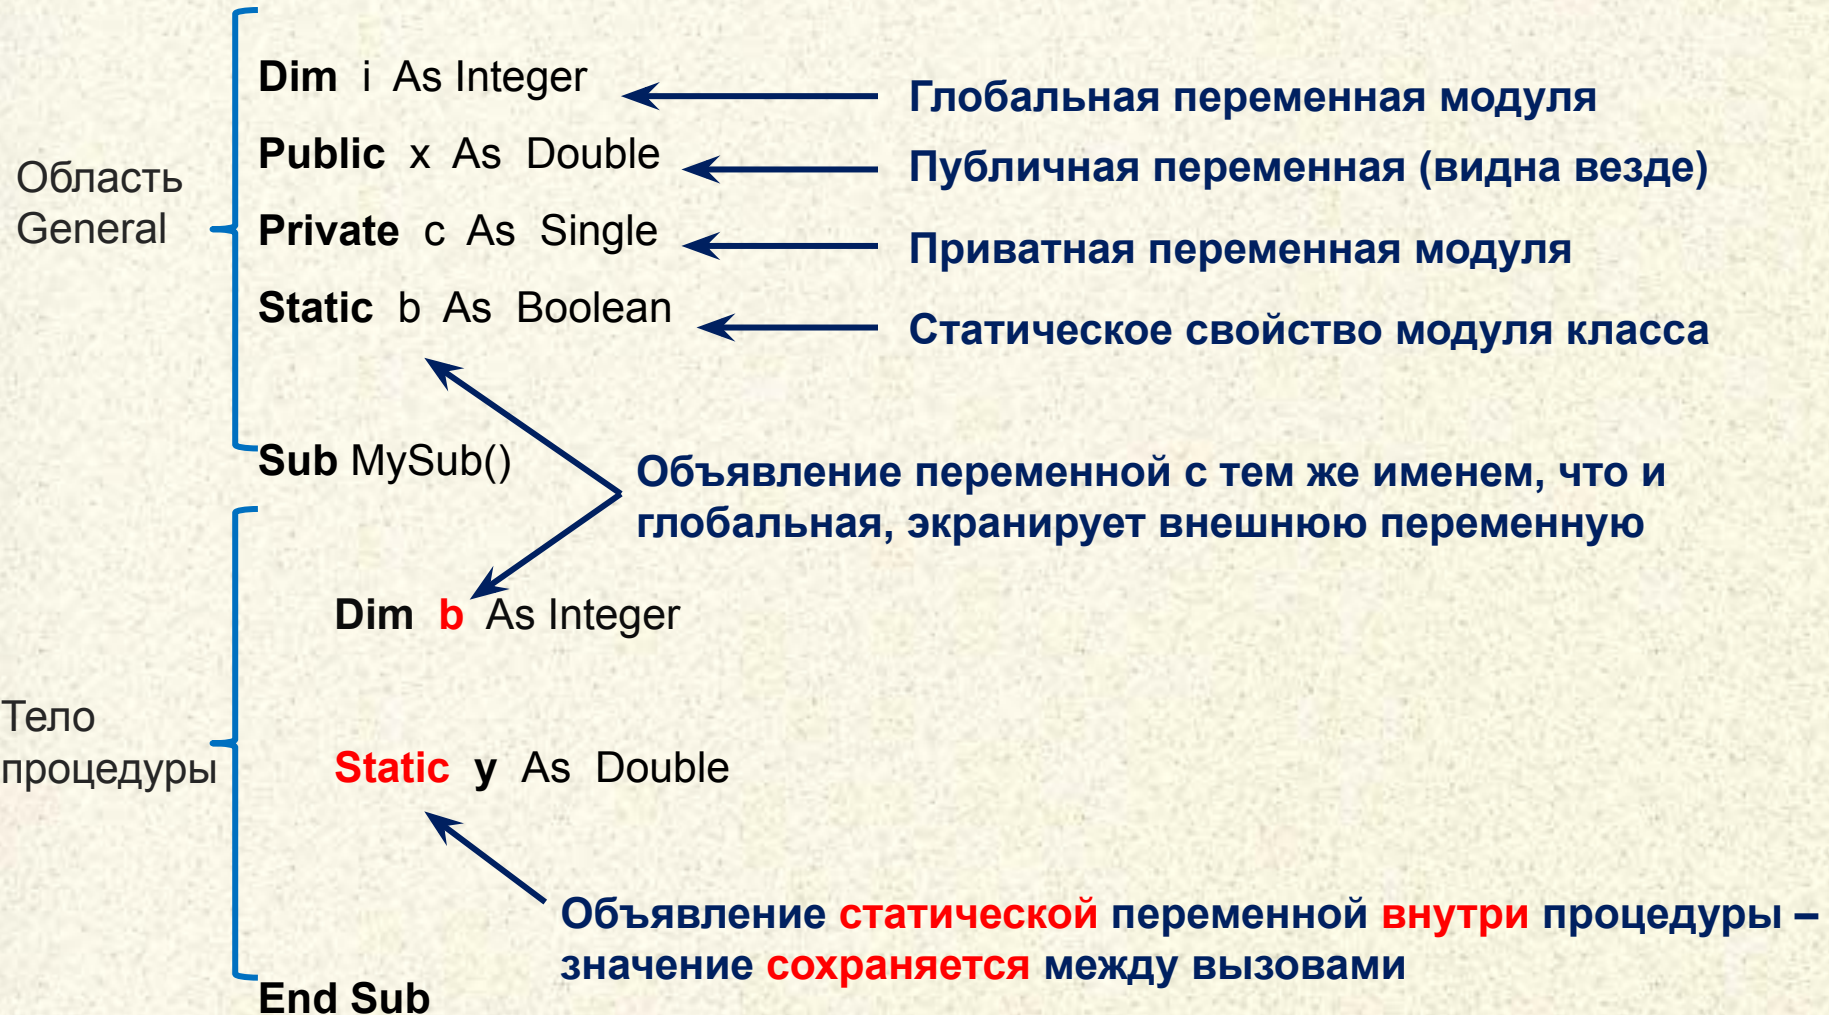 Область
General
Dim i As Integer
Глобальная переменная модуля
Public x As Double
Публичная переменная (видна везде)
Private c As Single
Приватная переменная модуля
Static b As Boolean
Статическое свойство модуля класса
Sub MySub()
Объявление переменной с тем же именем, что и
глобальная, экранирует внешнюю переменную
Тело
процедуры
Dim b As Integer
Static y As Double
Объявление статической переменной внутри процедуры –
значение сохраняется между вызовами
End Sub